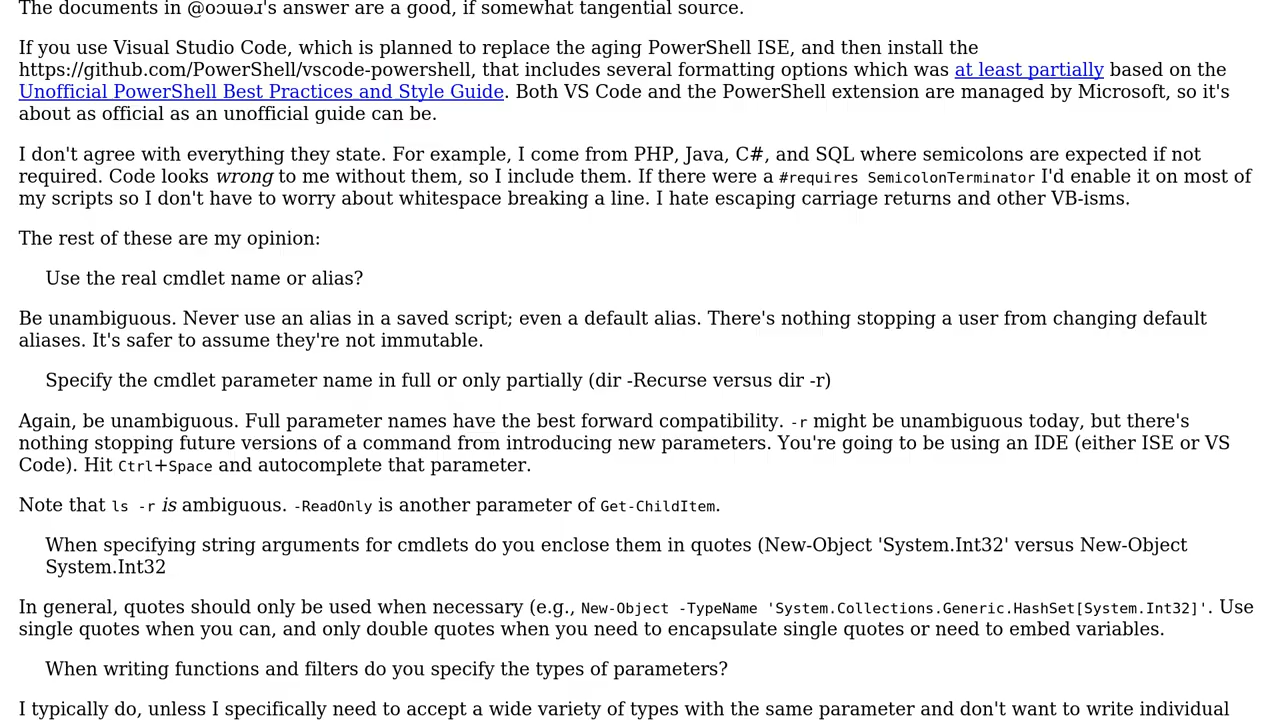 The documents in @oɔɯǝɹ's answer are a good, if somewhat tangential source.
If you use Visual Studio Code, which is planned to replace the aging PowerShell ISE, and then install the
https://github.com/PowerShell/vscode-powershell, that includes several formatting options which was at least partially based on the
Unofficial PowerShell Best Practices and Style Guide. Both VS Code and the PowerShell extension are managed by Microsoft, so it's
about as official as an unofficial guide can be.
I don't agree with everything they state. For example, I come from PHP, Java, C#, and SQL where semicolons are expected if not
required. Code looks wrong to me without them, so I include them. If there were a #requires SemicolonTerminator I'd enable it on most of
my scripts so I don't have to worry about whitespace breaking a line. I hate escaping carriage returns and other VB-isms.
The rest of these are my opinion:
Use the real cmdlet name or alias?
Be unambiguous. Never use an alias in a saved script; even a default alias. There's nothing stopping a user from changing default
aliases. It's safer to assume they're not immutable.
Specify the cmdlet parameter name in full or only partially (dir -Recurse versus dir -r)
Again, be unambiguous. Full parameter names have the best forward compatibility. -r might be unambiguous today, but there's
nothing stopping future versions of a command from introducing new parameters. You're going to be using an IDE (either ISE or VS
Code). Hit Ctrl+Space and autocomplete that parameter.
Note that ls -r is ambiguous. -ReadOnly is another parameter of Get-ChildItem.
When specifying string arguments for cmdlets do you enclose them in quotes (New-Object 'System.Int32' versus New-Object
System.Int32
In general, quotes should only be used when necessary (e.g., New-Object -TypeName 'System.Collections.Generic.HashSet[System.Int32]'. Use
single quotes when you can, and only double quotes when you need to encapsulate single quotes or need to embed variables.
When writing functions and filters do you specify the types of parameters?
I typically do, unless I specifically need to accept a wide variety of types with the same parameter and don't want to write individual